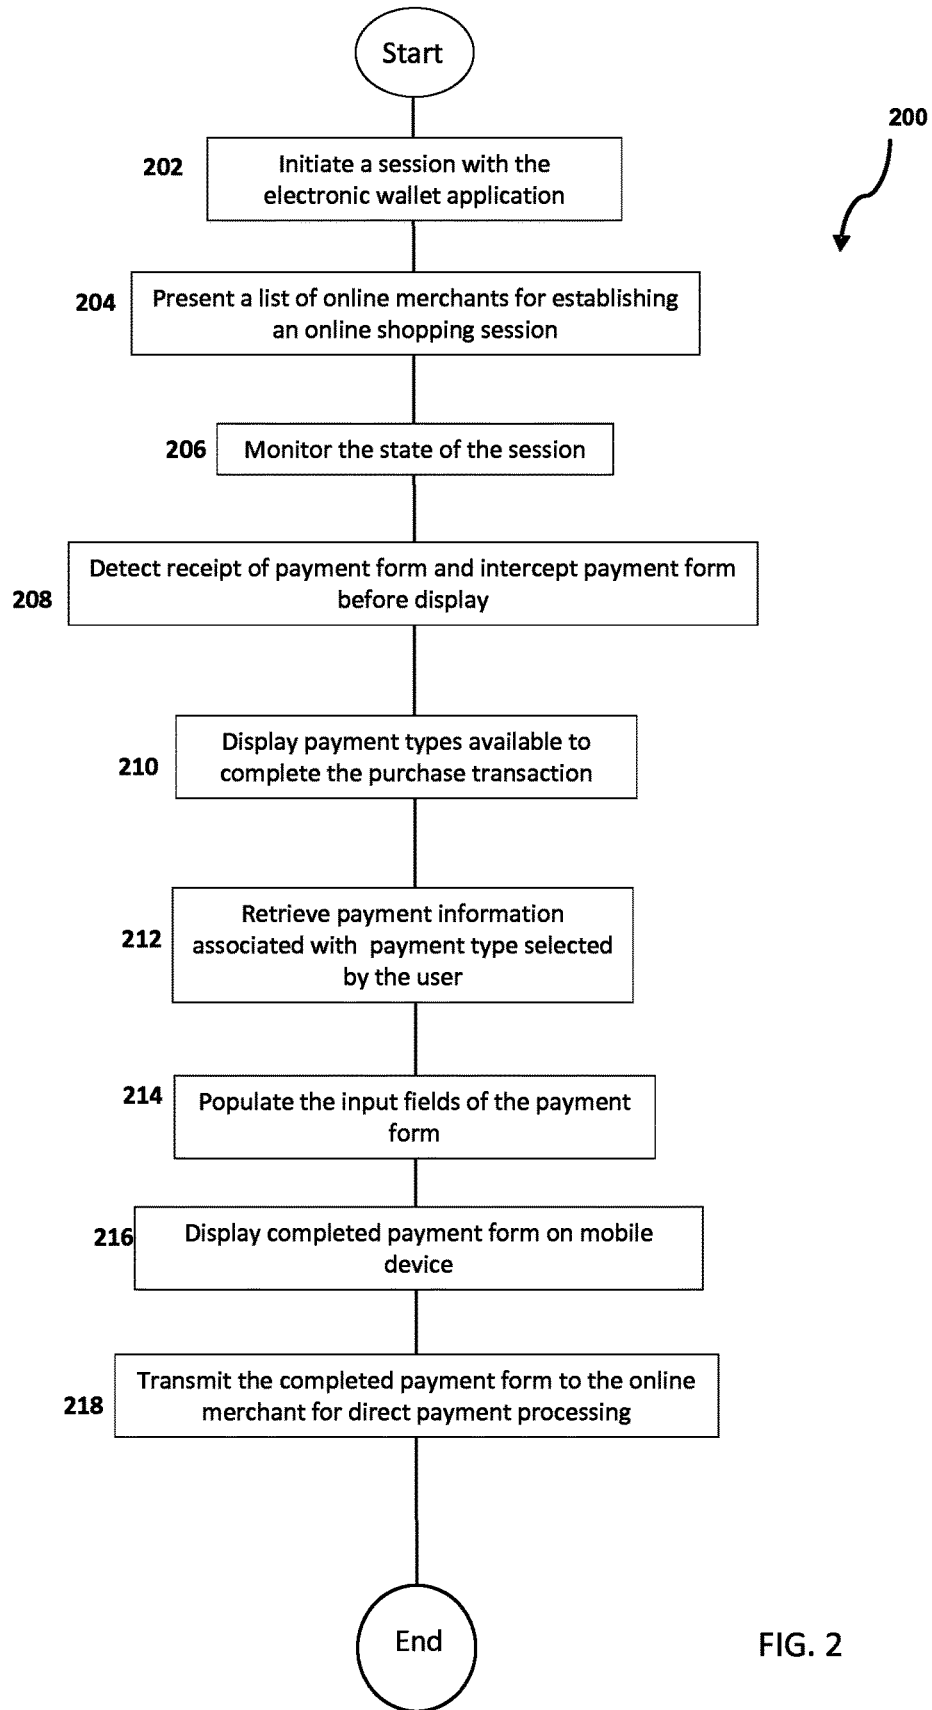 Start
200
202
Initiate a session with the
electronic wallet application
204
Present a list of online merchants for establishing
an online shopping session
206
Monitor the state of the session
208
Detect receipt of payment form and intercept payment form
before display
210
Display payment types available to
complete the purchase transaction
212
Retrieve payment information
associated with payment type selected
by the user
214
Populate the input fields of the payment
form
216
Display completed payment form on mobile
device
218
Transmit the completed payment form to the online
merchant for direct payment processing
End
FIG. 2